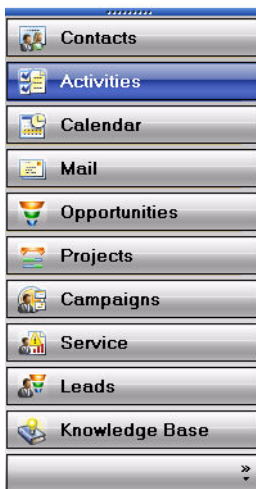 Contacts
Activities
Calendar
Mail
Opportunities
Projects
Campaigns
Service
Leads
Knowledge Base
»